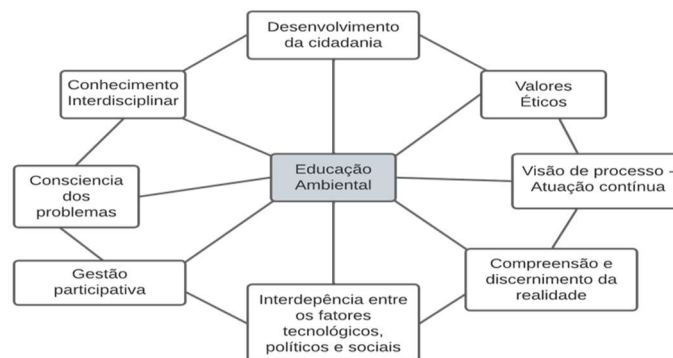 Desenvolvimento
da cidadania
Conhecimento
Interdisciplinar
Valores
Éticos
Educação
Ambiental
Consciencia
dos
problemas
Visão de processo -
Atuação contínua
Gestão
participativa
Compreensão e
discernimento da
realidade
Interdepência entre
os fatores
tecnológicos,
políticos e sociais